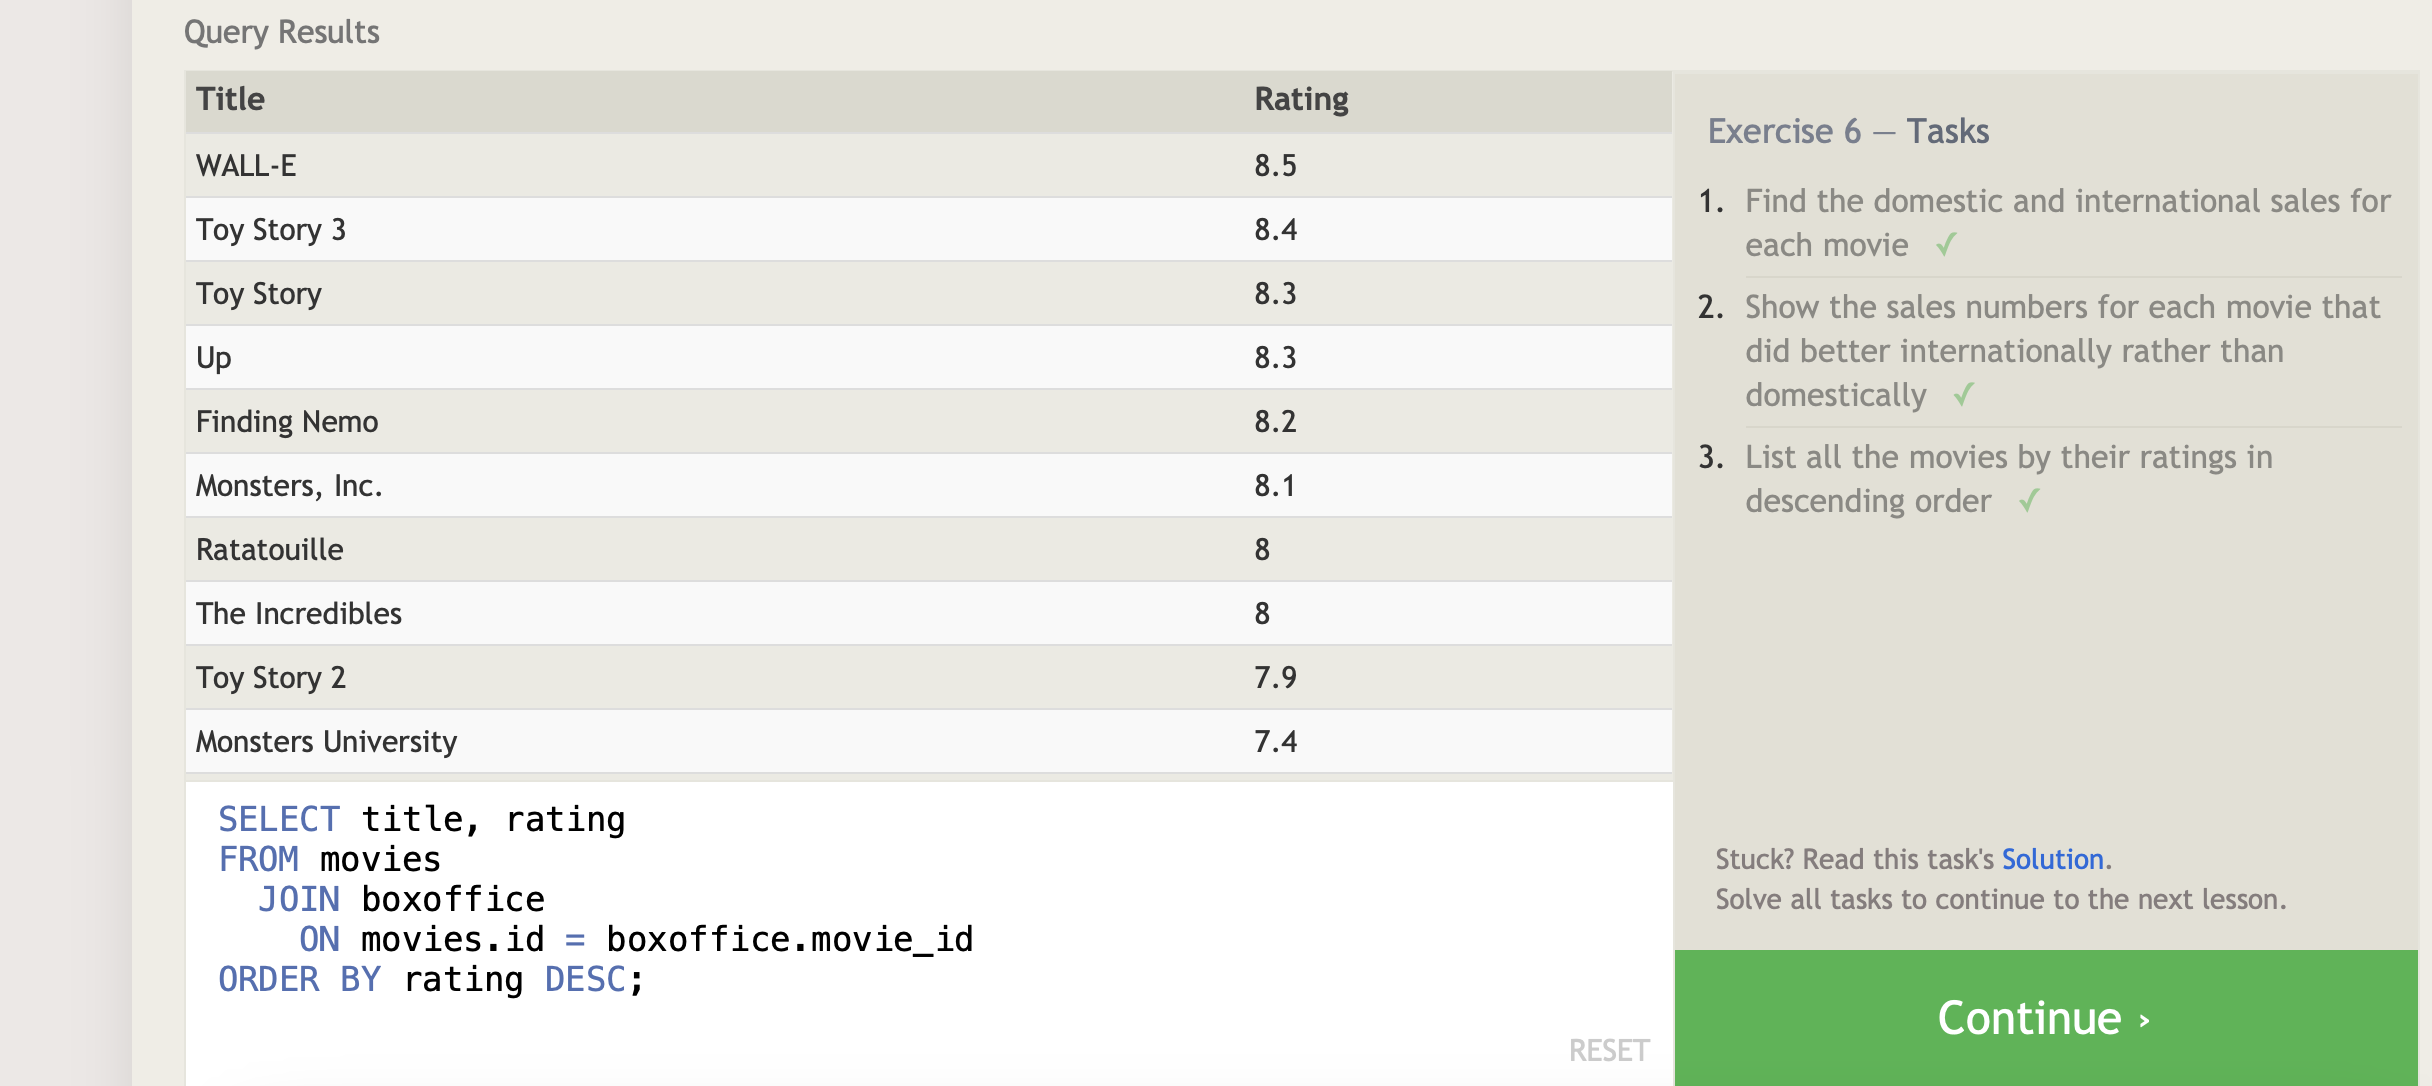 Query Results
Title Rating
WALL-E 8.5
Toy Story 3 8.4
Toy Story 8.3
Up 8.3
Finding Nemo 8.2
Monsters, Inc. 8.1
Ratatouille 8
The Incredibles 8
Toy Story 2 7.9
Monsters University 7.4
SELECT title, rating
FROM movies
  JOIN boxoffice
    ON movies.id = boxoffice.movie_id
ORDER BY rating DESC;
RESET
Exercise 6 — Tasks
1. Find the domestic and international sales for
each movie ✓
2. Show the sales numbers for each movie that
did better internationally rather than
domestically ✓
3. List all the movies by their ratings in
descending order ✓
Stuck? Read this task's Solution.
Solve all tasks to continue to the next lesson.
Continue ›